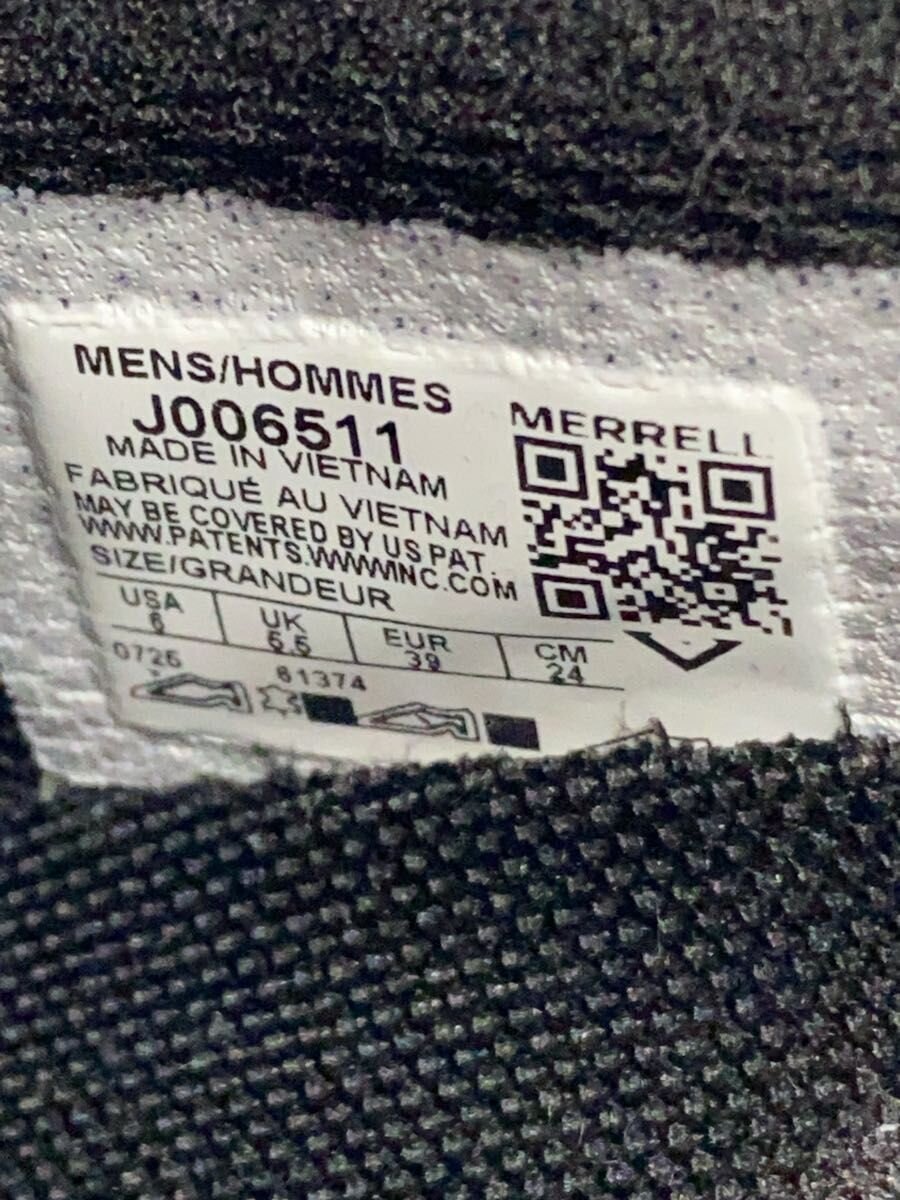 MENS/HOMMES
J006511
MADE IN VIETNAM
FABRIQUÉ AU VIETNAM
MAY BE COVERED BY US PAT.
WWW.PATENTS.WWWINC.COM
SIZE/GRANDEUR
USA UK EUR CM
6 5.5 39 24
0725 61374
MERRELL